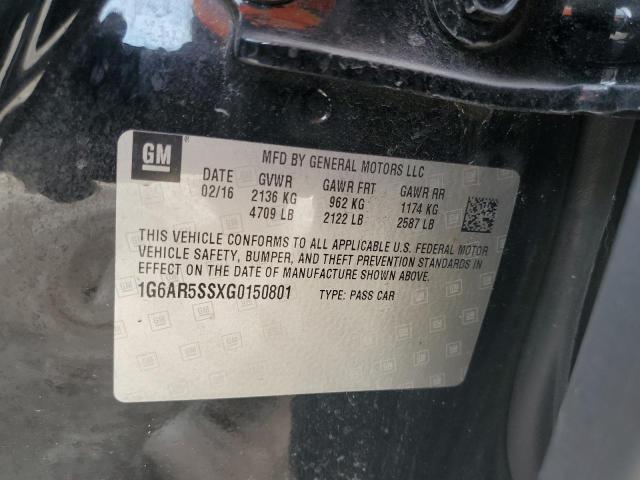 GM ®
MFD BY GENERAL MOTORS LLC
DATE GVWR GAWR FRT GAWR RR
02/16 2136 KG 962 KG 1174 KG
4709 LB 2122 LB 2587 LB
THIS VEHICLE CONFORMS TO ALL APPLICABLE U.S. FEDERAL MOTOR
VEHICLE SAFETY, BUMPER, AND THEFT PREVENTION STANDARDS IN
EFFECT ON THE DATE OF MANUFACTURE SHOWN ABOVE.
1G6AR5SSXG0150801 TYPE: PASS CAR